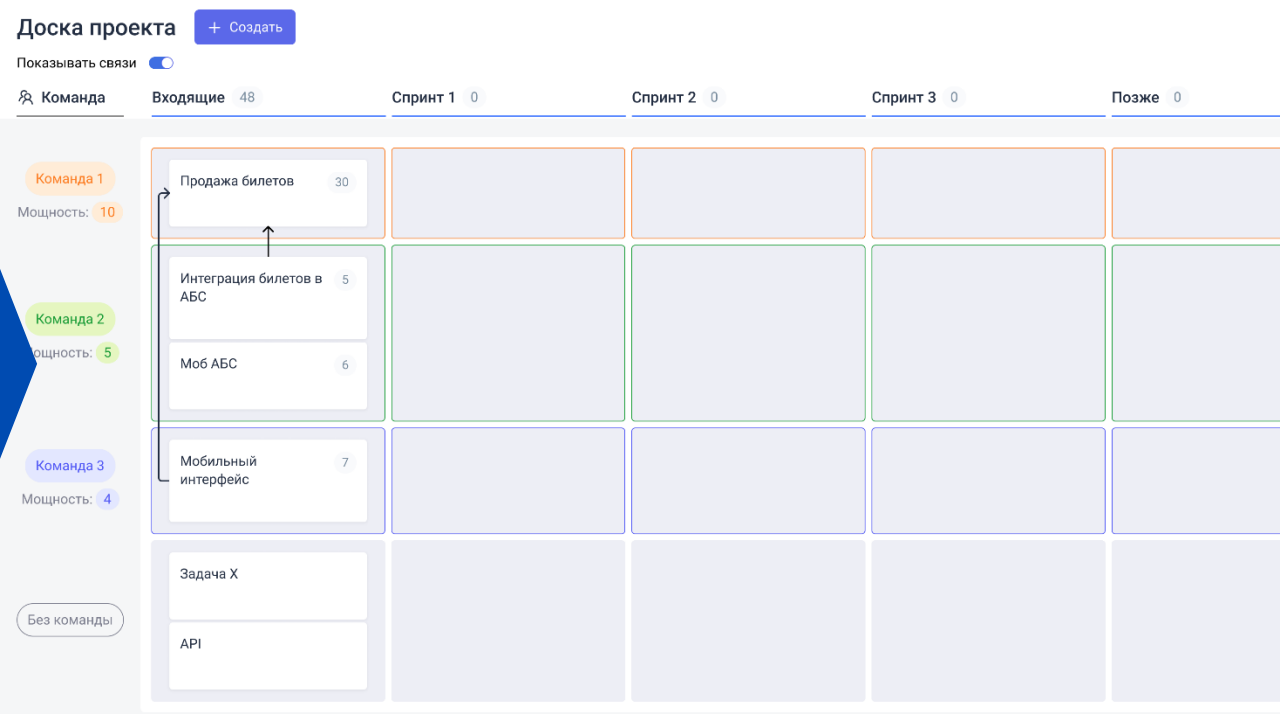 Доска проекта
+ Создать
Показывать связи
Команда
Входящие 48
Спринт 1 0
Спринт 2 0
Спринт 3 0
Позже 0
Команда 1
Мощность: 10
Продажа билетов 30
Команда 2
ощность: 5
Интеграция билетов в 5
АБС
Моб АБС 6
Команда 3
Мощность: 4
Мобильный 7
интерфейс
Без команды
Задача X
API